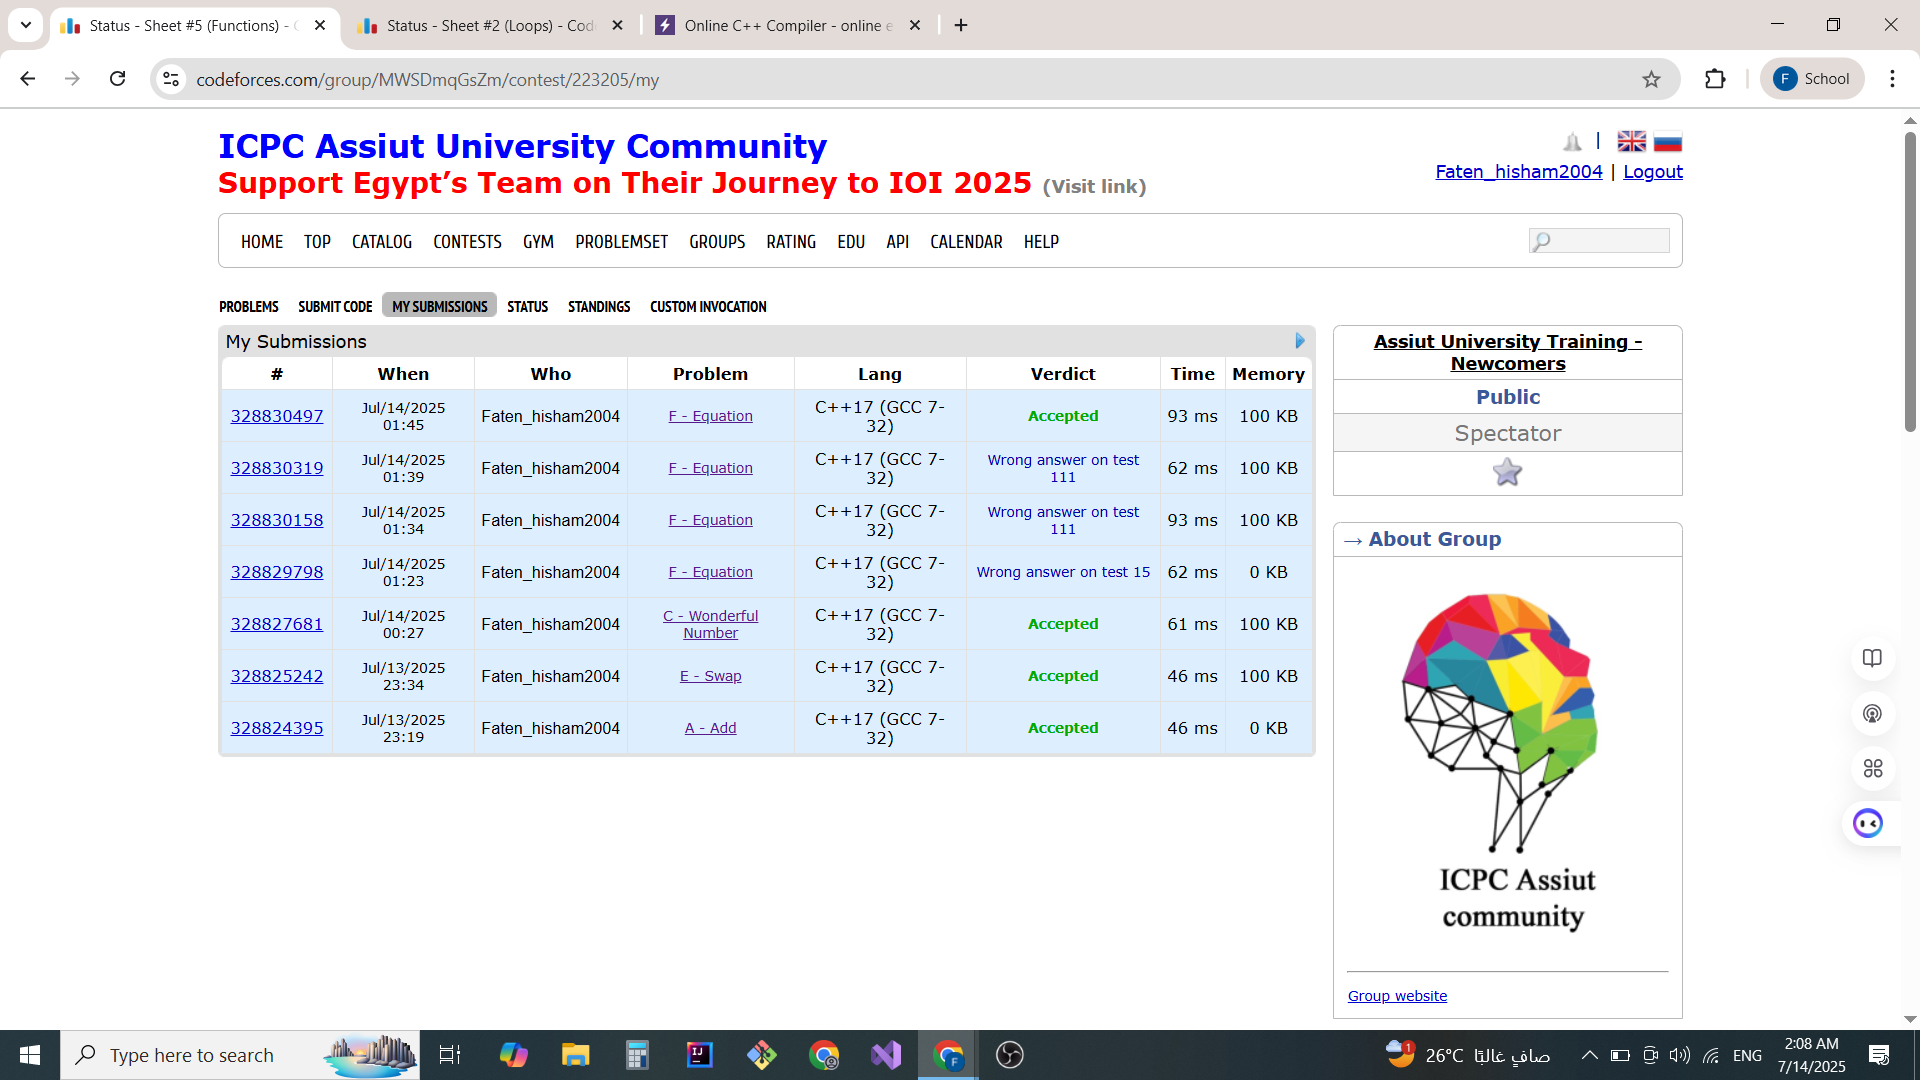 Status - Sheet #5 (Functions) -
Status - Sheet #2 (Loops) - Cod
Online C++ Compiler - online e
codeforces.com/group/MWSDmqGsZm/contest/223205/my
F School
ICPC Assiut University Community
Support Egypt’s Team on Their Journey to IOI 2025 (Visit link)
|
Faten_hisham2004 | Logout
HOME TOP CATALOG CONTESTS GYM PROBLEMSET GROUPS RATING EDU API CALENDAR HELP
PROBLEMS SUBMIT CODE MY SUBMISSIONS STATUS STANDINGS CUSTOM INVOCATION
My Submissions
# When Who Problem Lang Verdict Time Memory
328830497 Jul/14/2025 01:45 Faten_hisham2004 F - Equation C++17 (GCC 7-32) Accepted 93 ms 100 KB
328830319 Jul/14/2025 01:39 Faten_hisham2004 F - Equation C++17 (GCC 7-32) Wrong answer on test 111 62 ms 100 KB
328830158 Jul/14/2025 01:34 Faten_hisham2004 F - Equation C++17 (GCC 7-32) Wrong answer on test 111 93 ms 100 KB
328829798 Jul/14/2025 01:23 Faten_hisham2004 F - Equation C++17 (GCC 7-32) Wrong answer on test 15 62 ms 0 KB
328827681 Jul/14/2025 00:27 Faten_hisham2004 C - Wonderful Number C++17 (GCC 7-32) Accepted 61 ms 100 KB
328825242 Jul/13/2025 23:34 Faten_hisham2004 E - Swap C++17 (GCC 7-32) Accepted 46 ms 100 KB
328824395 Jul/13/2025 23:19 Faten_hisham2004 A - Add C++17 (GCC 7-32) Accepted 46 ms 0 KB
Assiut University Training -
Newcomers
Public
Spectator
→ About Group
ICPC Assiut
community
Group website
Type here to search
IJ
F
1
26°C صافٍ غالبًا
ENG
2:08 AM
7/14/2025